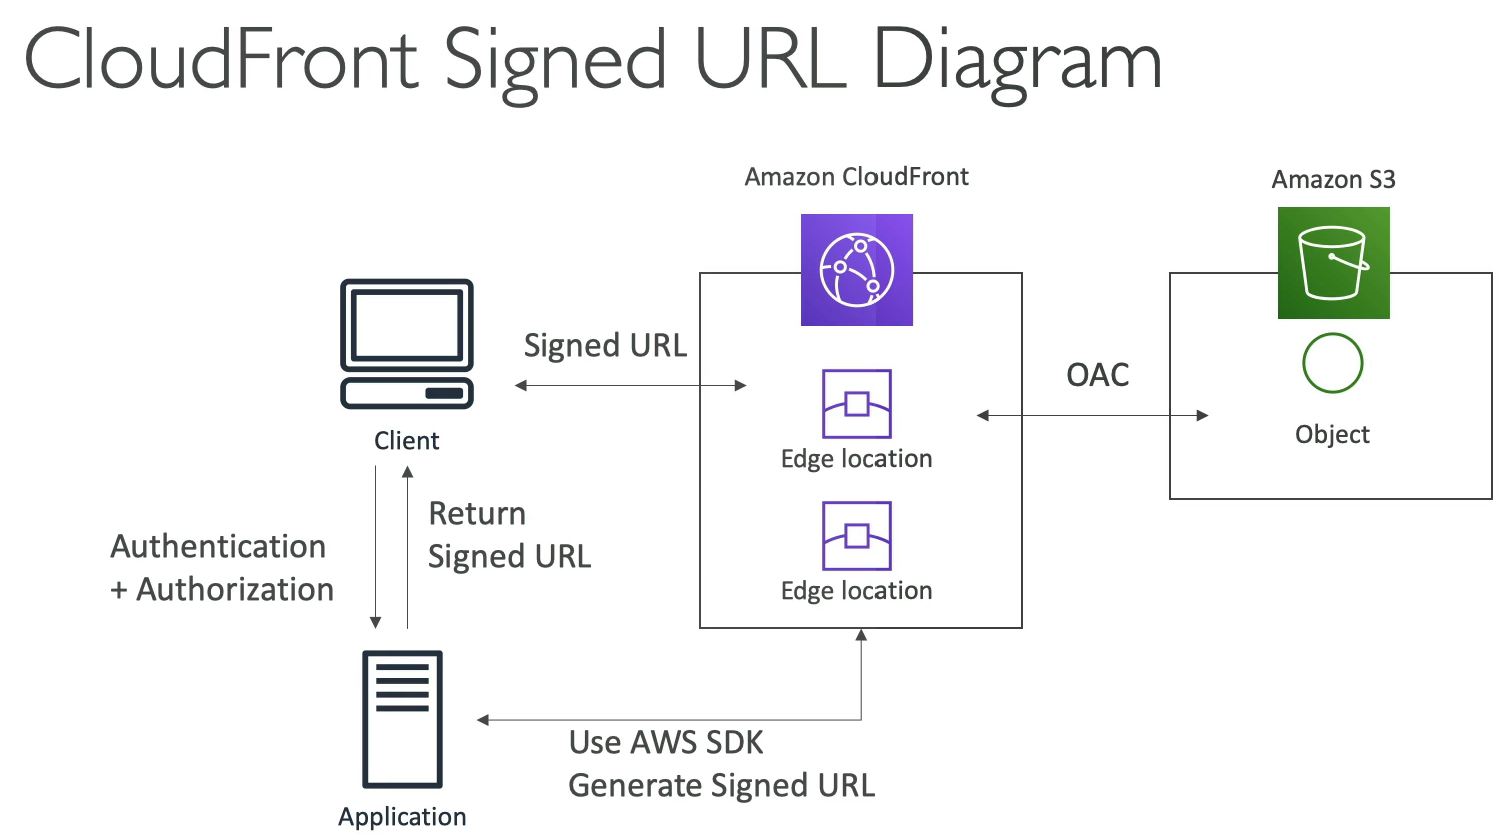 CloudFront Signed URL Diagram
Amazon CloudFront
Amazon S3
Signed URL
OAC
Client
Edge location
Object
Return
Signed URL
Authentication
+ Authorization
Edge location
Use AWS SDK
Generate Signed URL
Application